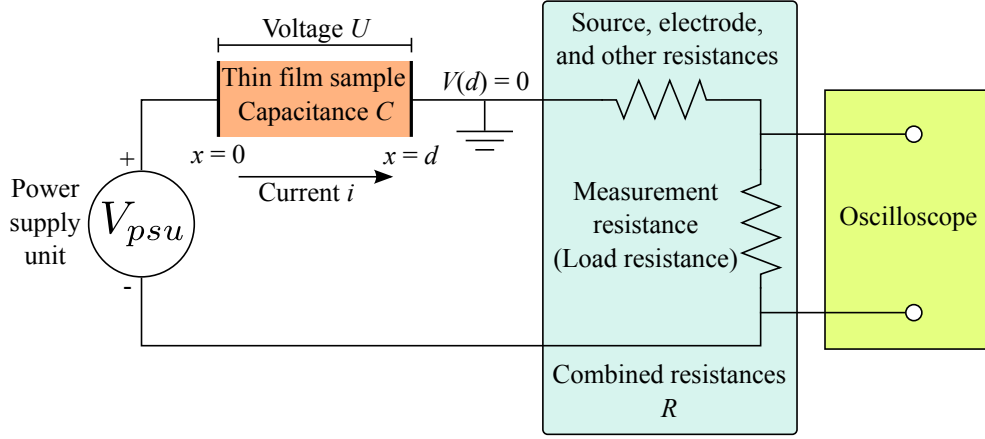 Voltage U
Thin film sample
Capacitance C
V(d) = 0
x = 0
x = d
Current i
+
Power
supply
unit
V_psu
-
Source, electrode,
and other resistances
Measurement
resistance
(Load resistance)
Combined resistances
R
Oscilloscope